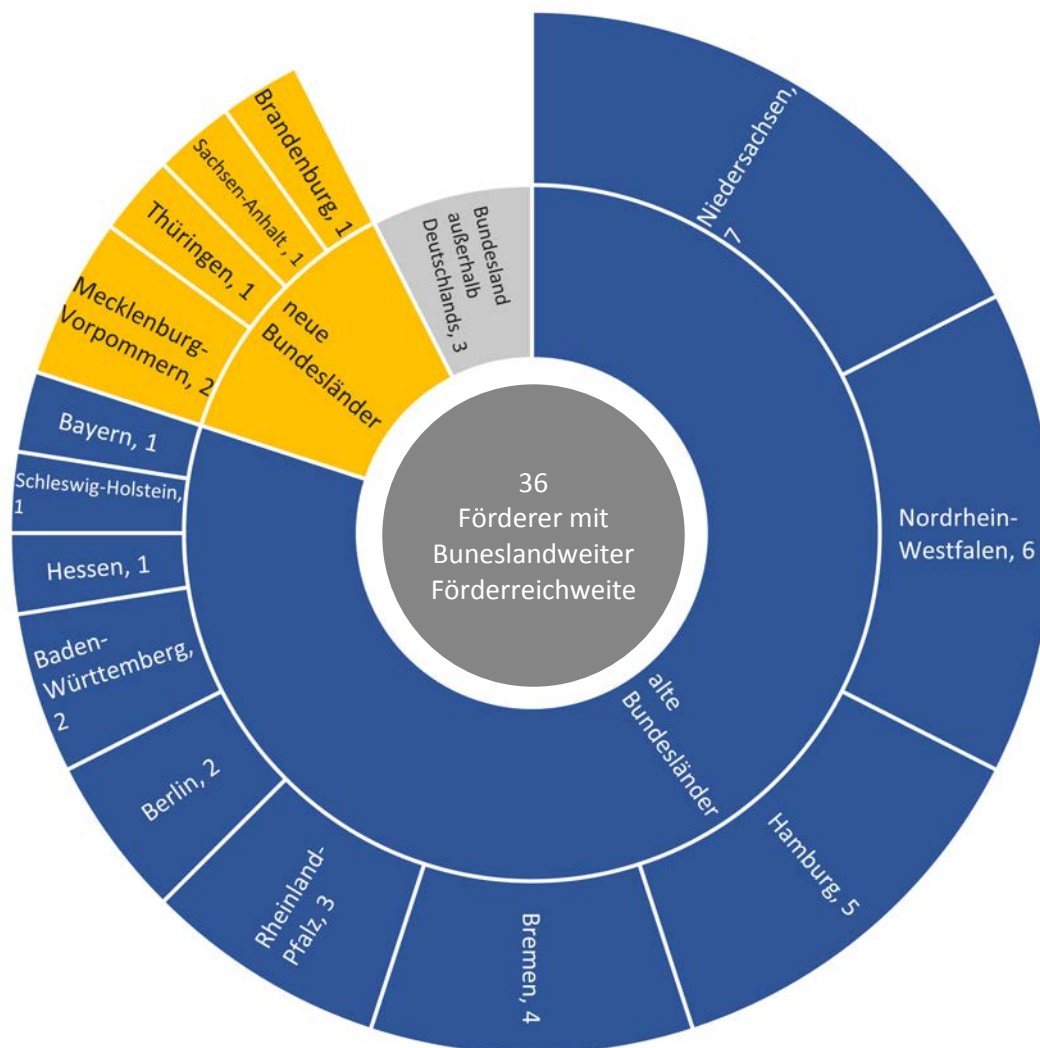 Niedersachsen,
7
Nordrhein-
Westfalen, 6
Hamburg, 5
Bremen, 4
Rheinland-
Pfalz, 3
Berlin, 2
Baden-
Württemberg,
2
Hessen, 1
Schleswig-Holstein,
1
Bayern, 1
Mecklenburg-
Vorpommern, 2
Thüringen, 1
Sachsen-Anhalt , 1
Brandenburg, 1
neue
Bundesländer
Bundesland
außerhalb
Deutschlands, 3
alte
Bundesländer
36
Förderer mit
Buneslandweiter
Förderreichweite